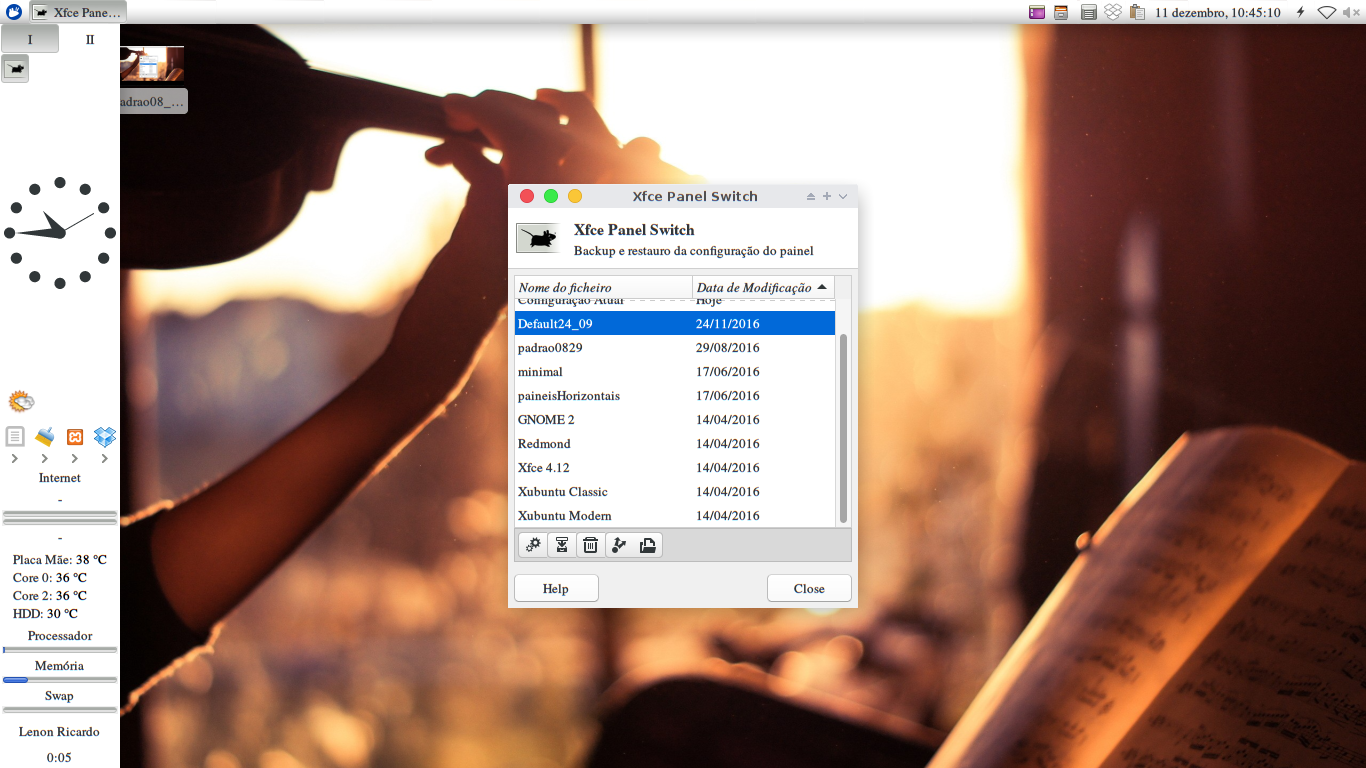 Xfce Pane...
11 dezembro, 10:45:10
I II
adrao08_...
Xfce Panel Switch
Xfce Panel Switch
Backup e restauro da configuração do painel
Nome do ficheiro Data de Modificação
Configuração Atual Hoje
Default24_09 24/11/2016
padrao0829 29/08/2016
minimal 17/06/2016
paineisHorizontais 17/06/2016
GNOME 2 14/04/2016
Redmond 14/04/2016
Xfce 4.12 14/04/2016
Xubuntu Classic 14/04/2016
Xubuntu Modern 14/04/2016
Help Close
Internet
-
-
Placa Mãe: 38 °C
Core 0: 36 °C
Core 2: 36 °C
HDD: 30 °C
Processador
Memória
Swap
Lenon Ricardo
0:05